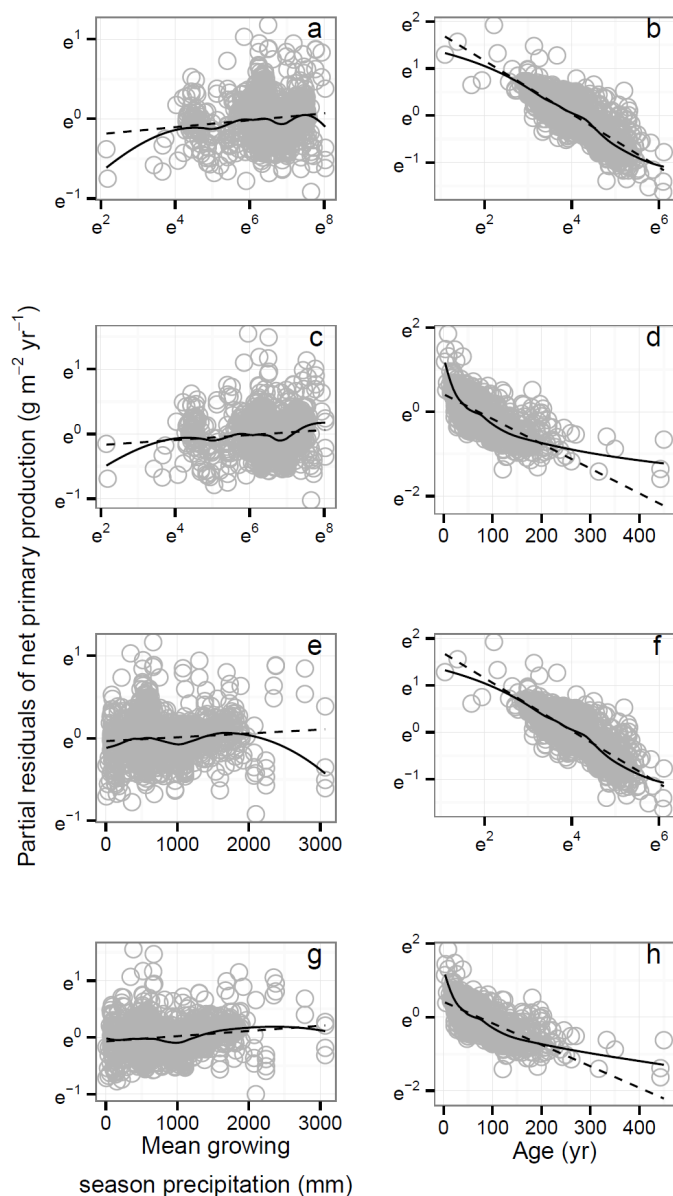 Partial residuals of net primary production (g m⁻² yr⁻¹)
a
e¹
e⁰
e⁻¹
e² e⁴ e⁶ e⁸
b
e²
e¹
e⁰
e⁻¹
e² e⁴ e⁶
c
e¹
e⁰
e⁻¹
e² e⁴ e⁶ e⁸
d
e²
e⁰
e⁻²
0 100 200 300 400
e
e¹
e⁰
e⁻¹
0 1000 2000 3000
f
e²
e¹
e⁰
e⁻¹
e² e⁴ e⁶
g
e¹
e⁰
e⁻¹
0 1000 2000 3000
h
e²
e⁰
e⁻²
0 100 200 300 400
Mean growing
season precipitation (mm)
Age (yr)